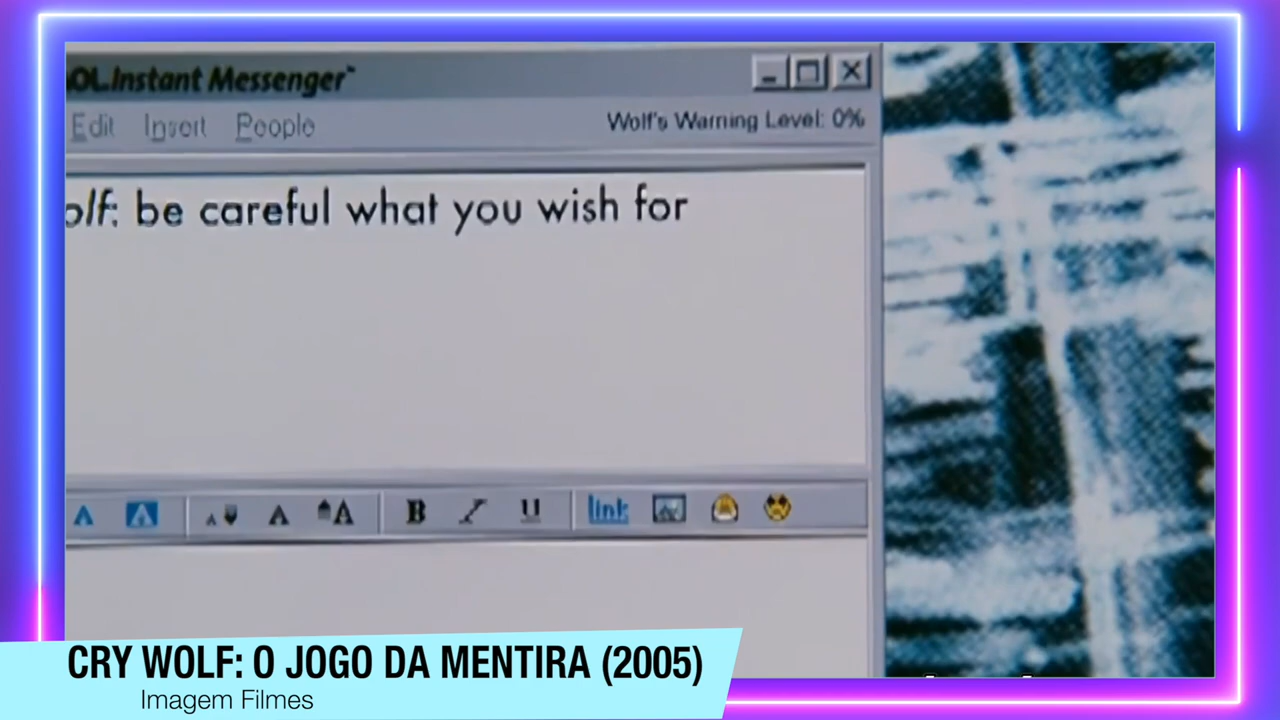 OL Instant Messenger™
Edit Insert People
Wolf's Warning Level: 0%
olf: be careful what you wish for
A A A A A B I U link
CRY WOLF: O JOGO DA MENTIRA (2005)
Imagem Filmes